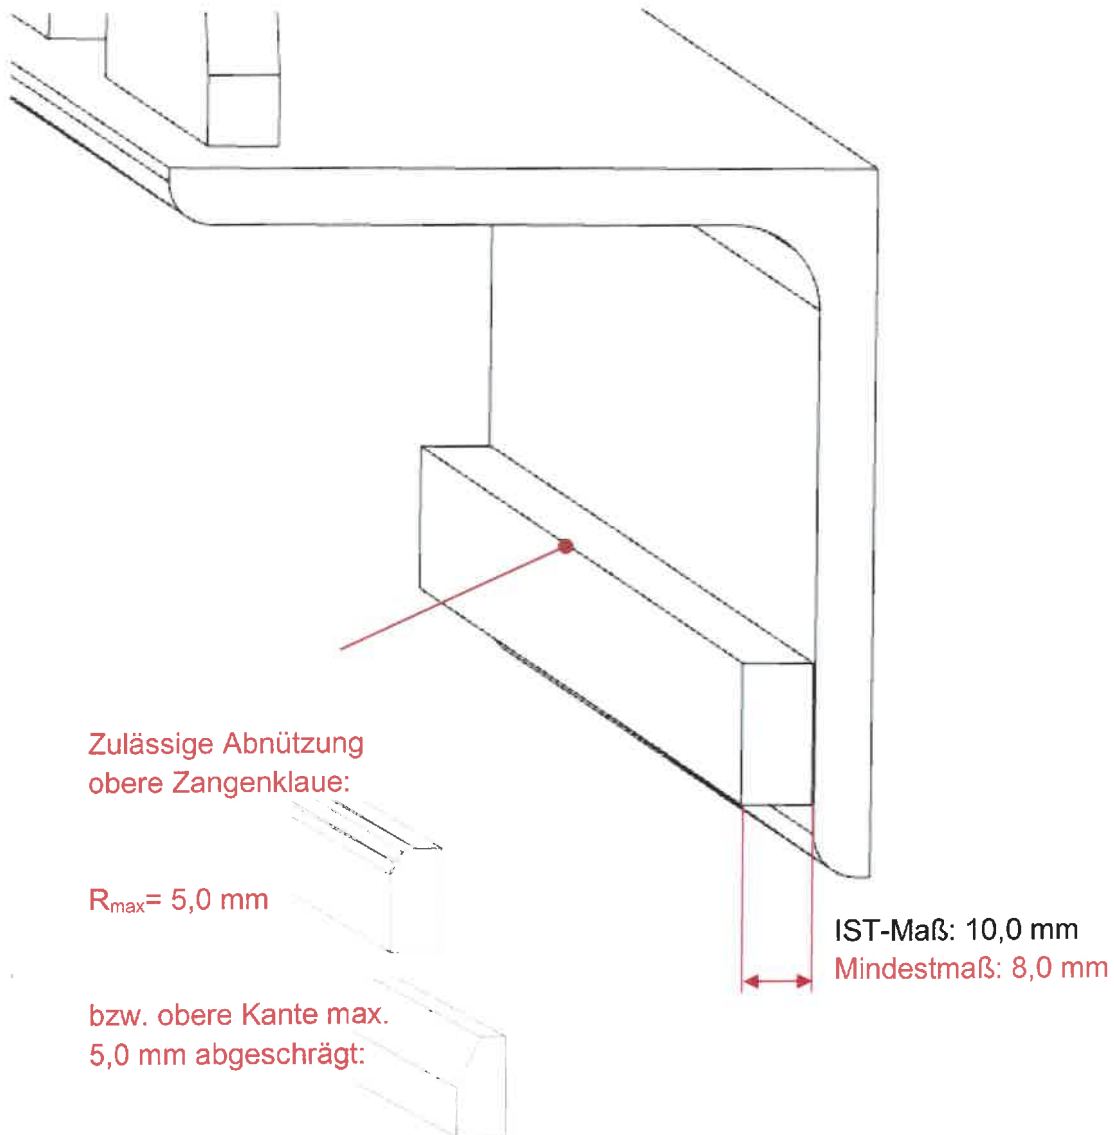 Zulässige Abnützung
obere Zangenklaue:
Rmax= 5,0 mm
IST-Maß: 10,0 mm
Mindestmaß: 8,0 mm
bzw. obere Kante max.
5,0 mm abgeschrägt: